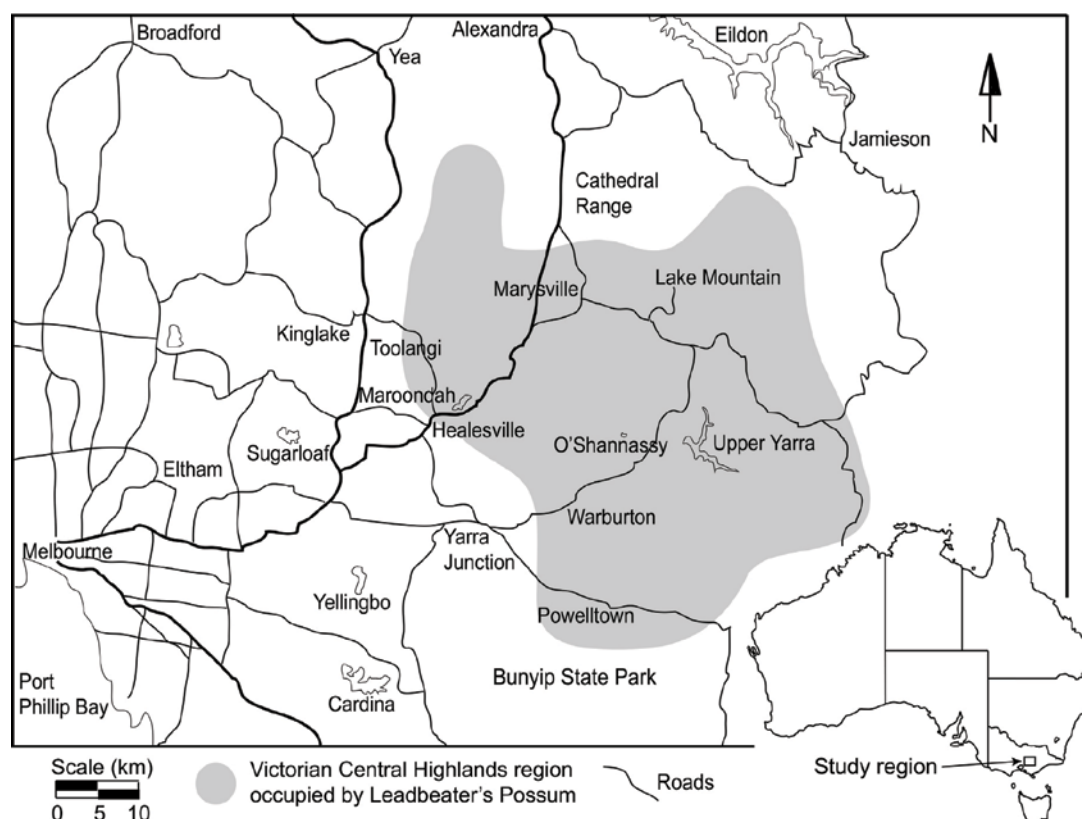 Broadford
Yea
Alexandra
Eildon
N
Jamieson
Cathedral
Range
Marysville
Lake Mountain
Kinglake
Toolangi
Maroondah
Healesville
Sugarloaf
O'Shannassy
Upper Yarra
Eltham
Warburton
Melbourne
Yarra
Junction
Yellingbo
Powelltown
Port
Phillip Bay
Cardina
Bunyip State Park
Study region
Scale (km)
0 5 10
Victorian Central Highlands region
occupied by Leadbeater's Possum
Roads